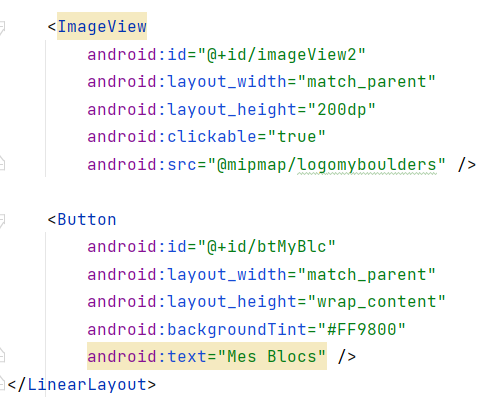 <ImageView
android:id="@+id/imageView2"
android:layout_width="match_parent"
android:layout_height="200dp"
android:clickable="true"
android:src="@mipmap/logomyboulders" />
<Button
android:id="@+id/btMyBlc"
android:layout_width="match_parent"
android:layout_height="wrap_content"
android:backgroundTint="#FF9800"
android:text="Mes Blocs" />
</LinearLayout>